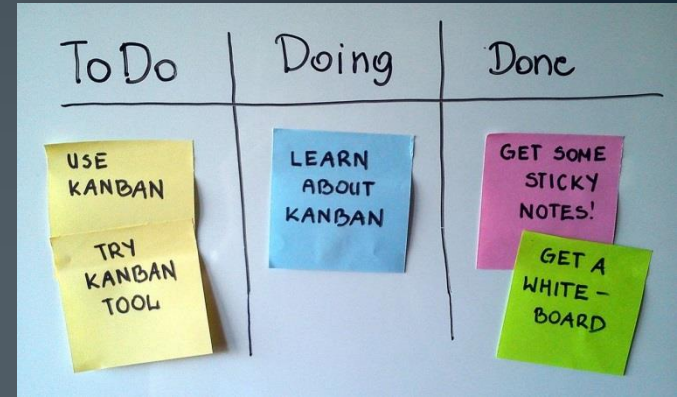 To Do
Doing
Done
USE
KANBAN
TRY
KANBAN
TOOL
LEARN
ABOUT
KANBAN
GET SOME
STICKY
NOTES!
GET A
WHITE-
BOARD